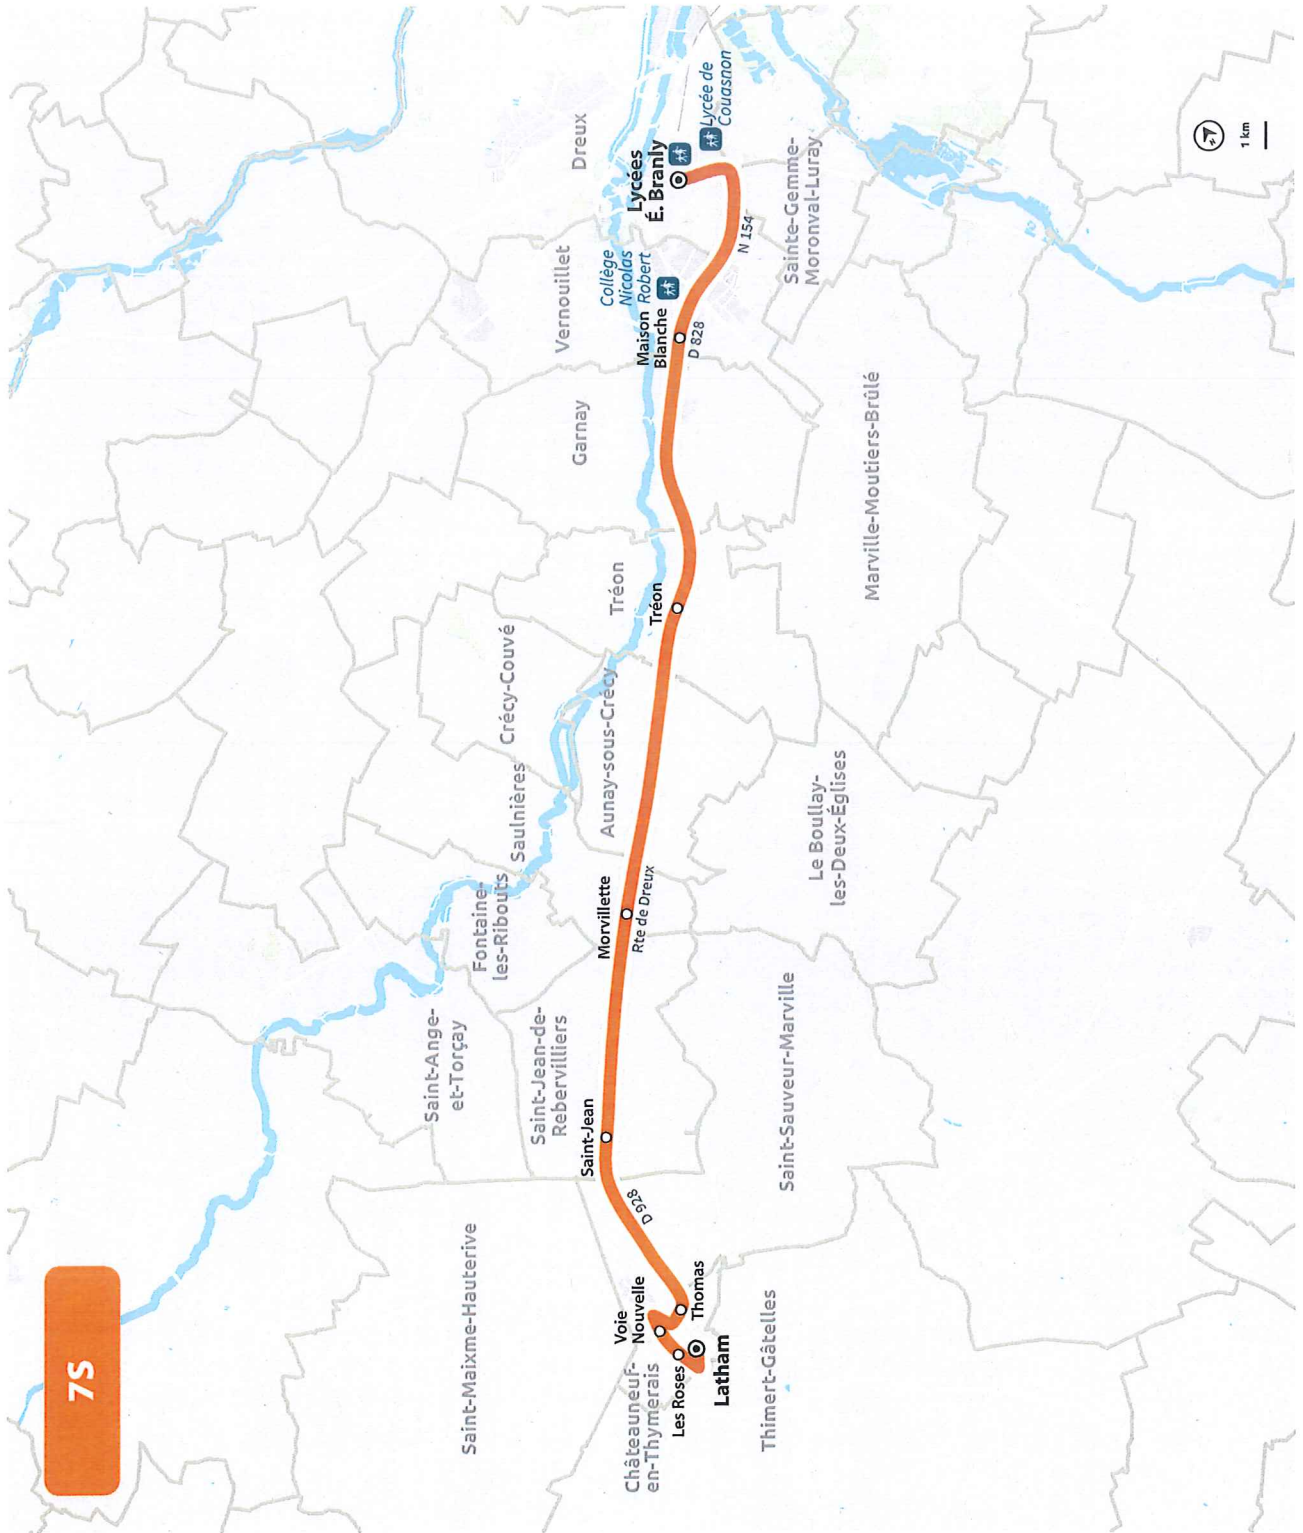 7S
Saint-Maixme-Hauterive
Châteauneuf-
en-Thymerais
Thimert-Gâtelles
Les Roses
Latham
Voie
Nouvelle
Thomas
D 928
Saint-Jean
Saint-Ange-
et-Torçay
Saint-Jean-de-
Rebervilliers
Saint-Sauveur-Marville
Fontaine-
les-Ribouts
Morvillette
Rte de Dreux
Saulnières
Crécy-Couvé
Aunay-sous-Crécy
Le Boullay-
les-Deux-Églises
Tréon
Tréon
Marville-Moutiers-Brûlé
Garnay
Vernouillet
Maison
Blanche
D 828
Collège
Nicolas
Robert
N 154
Dreux
Lycées
É. Branly
Lycée de
Couasnon
Sainte-Gemme-
Moronval-Luray
1 km